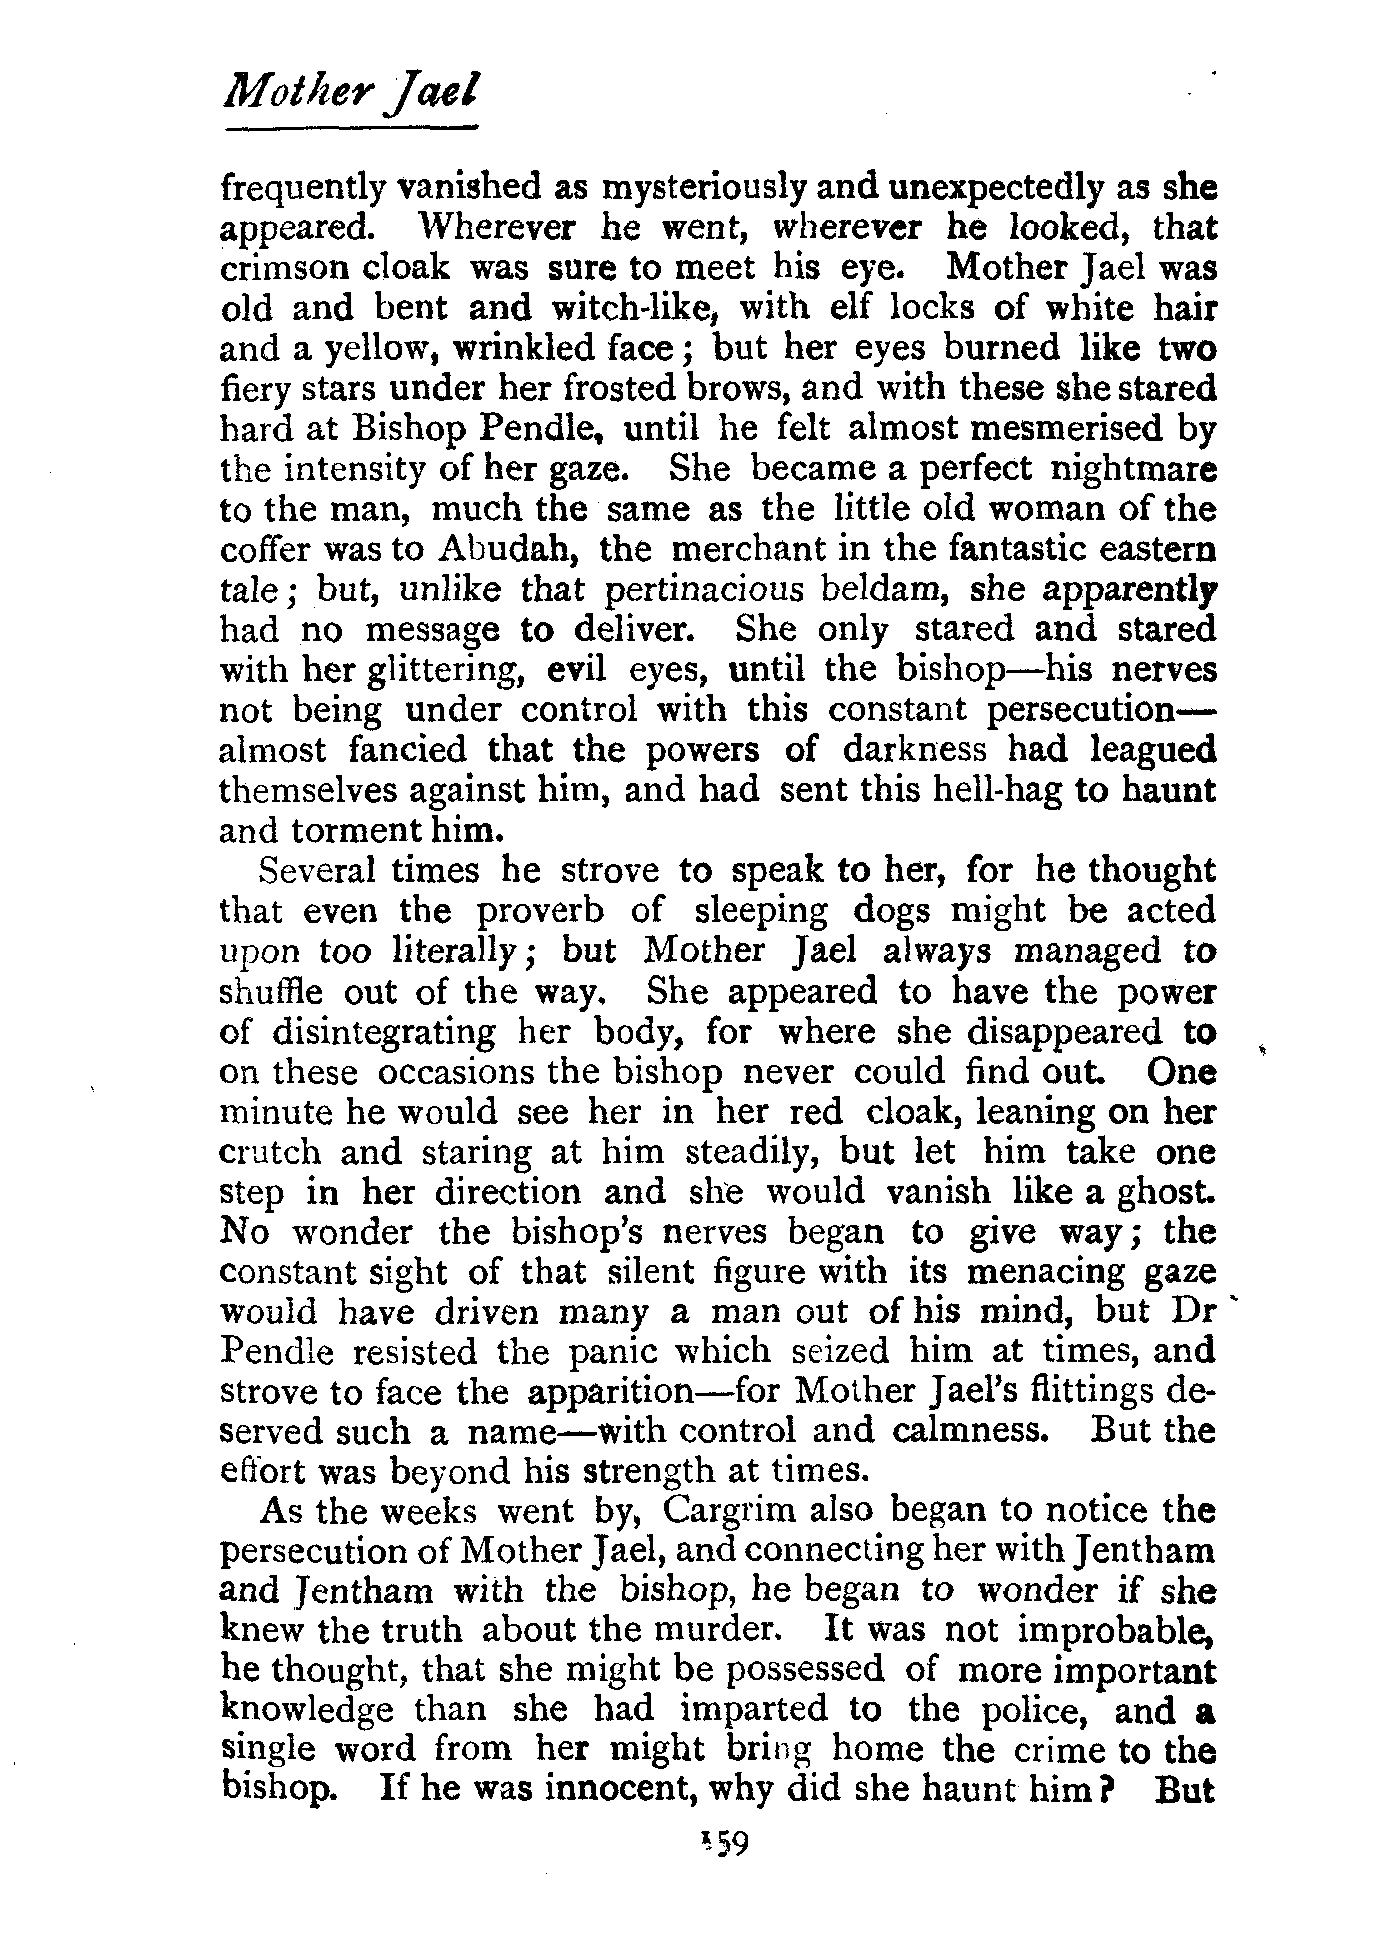 Mother Jael
frequently vanished as mysteriously and unexpectedly as she
appeared. Wherever he went, wherever he looked, that
crimson cloak was sure to meet his eye. Mother Jael was
old and bent and witch-like, with elf locks of white hair
and a yellow, wrinkled face; but her eyes burned like two
fiery stars under her frosted brows, and with these she stared
hard at Bishop Pendle, until he felt almost mesmerised by
the intensity of her gaze. She became a perfect nightmare
to the man, much the same as the little old woman of the
coffer was to Abudah, the merchant in the fantastic eastern
tale; but, unlike that pertinacious beldam, she apparently
had no message to deliver. She only stared and stared
with her glittering, evil eyes, until the bishop—his nerves
not being under control with this constant persecution—
almost fancied that the powers of darkness had leagued
themselves against him, and had sent this hell-hag to haunt
and torment him.
Several times he strove to speak to her, for he thought
that even the proverb of sleeping dogs might be acted
upon too literally; but Mother Jael always managed to
shuffle out of the way. She appeared to have the power
of disintegrating her body, for where she disappeared to
on these occasions the bishop never could find out. One
minute he would see her in her red cloak, leaning on her
crutch and staring at him steadily, but let him take one
step in her direction and she would vanish like a ghost.
No wonder the bishop's nerves began to give way; the
constant sight of that silent figure with its menacing gaze
would have driven many a man out of his mind, but Dr
Pendle resisted the panic which seized him at times, and
strove to face the apparition—for Mother Jael's flittings de-
served such a name—with control and calmness. But the
effort was beyond his strength at times.
As the weeks went by, Cargrim also began to notice the
persecution of Mother Jael, and connecting her with Jentham
and Jentham with the bishop, he began to wonder if she
knew the truth about the murder. It was not improbable,
he thought, that she might be possessed of more important
knowledge than she had imparted to the police, and a
single word from her might bring home the crime to the
bishop. If he was innocent, why did she haunt him? But
159